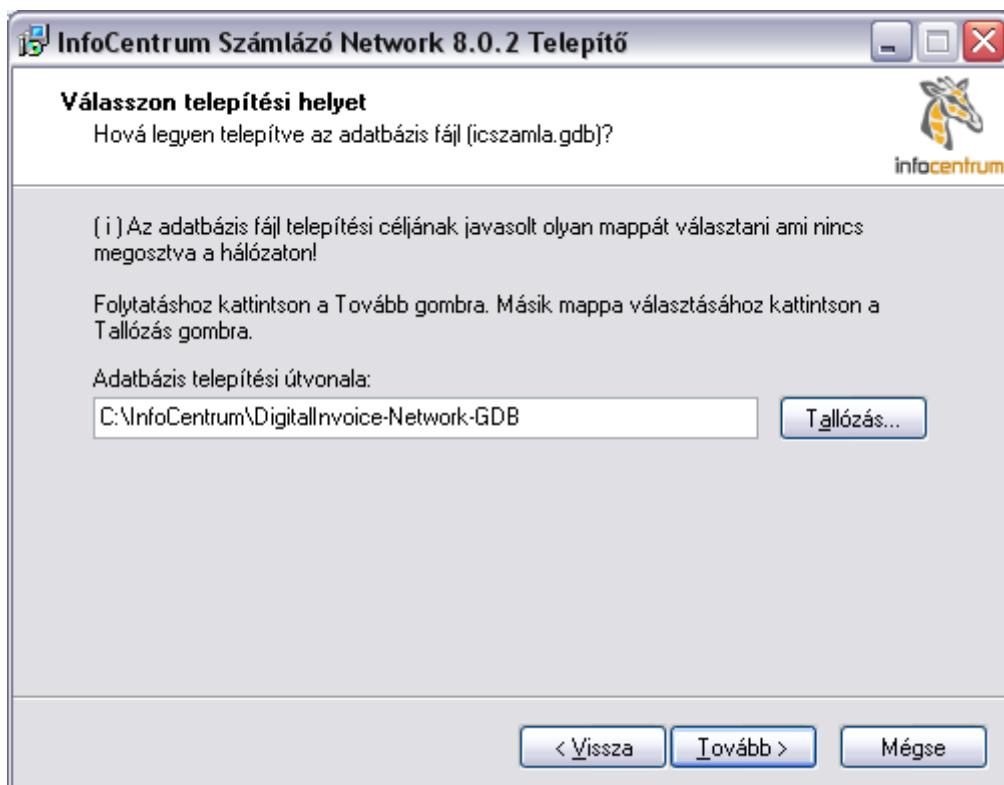 InfoCentrum Számlázó Network 8.0.2 Telepítő
Válasszon telepítési helyet
Hová legyen telepítve az adatbázis fájl (icszamla.gdb)?
infocentrum
( i ) Az adatbázis fájl telepítési céljának javasolt olyan mappát választani ami nincs
megosztva a hálózaton!
Folytatáshoz kattintson a Tovább gombra. Másik mappa választásához kattintson a
Tallózás gombra.
Adatbázis telepítési útvonala:
C:\InfoCentrum\DigitalInvoice-Network-GDB
Tallózás...
< Vissza
Tovább >
Mégse